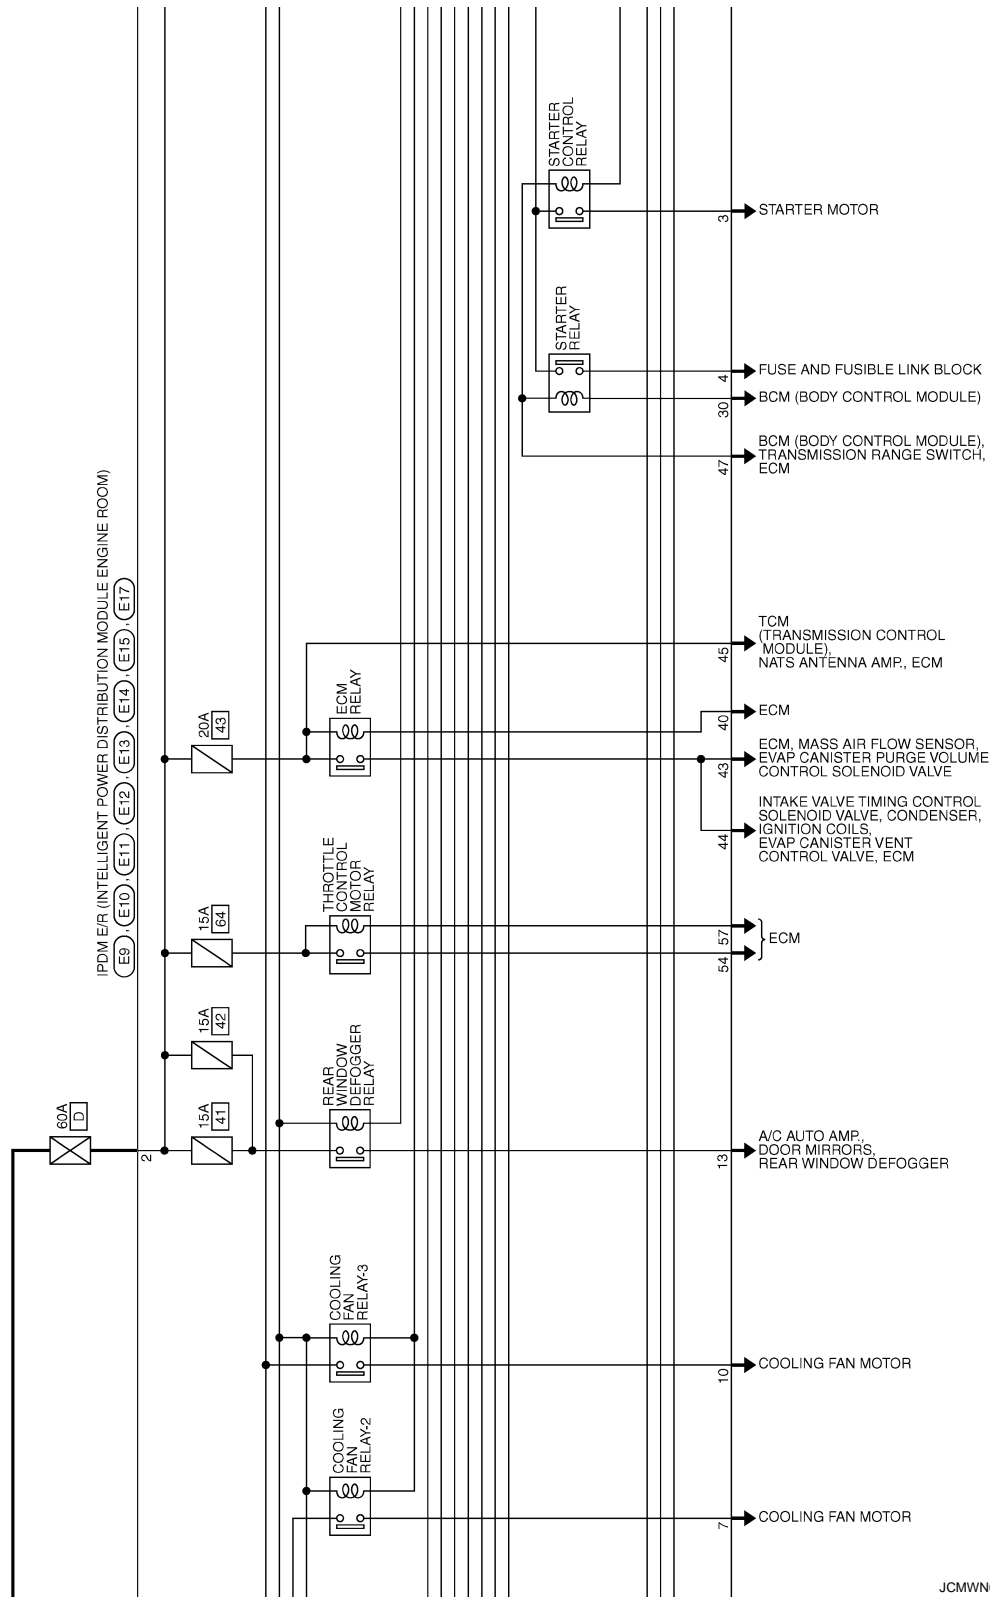 STARTER
CONTROL
RELAY
3
STARTER MOTOR
STARTER
RELAY
4
FUSE AND FUSIBLE LINK BLOCK
30
BCM (BODY CONTROL MODULE)
47
BCM (BODY CONTROL MODULE),
TRANSMISSION RANGE SWITCH,
ECM
IPDM E/R (INTELLIGENT POWER DISTRIBUTION MODULE ENGINE ROOM)
E9 , E10 , E11 , E12 , E13 , E14 , E15 , E17
45
TCM
(TRANSMISSION CONTROL
MODULE),
NATS ANTENNA AMP., ECM
20A
43
ECM
RELAY
40
ECM
43
ECM, MASS AIR FLOW SENSOR,
EVAP CANISTER PURGE VOLUME
CONTROL SOLENOID VALVE
44
INTAKE VALVE TIMING CONTROL
SOLENOID VALVE, CONDENSER,
IGNITION COILS,
EVAP CANISTER VENT
CONTROL VALVE, ECM
15A
64
THROTTLE
CONTROL
MOTOR
RELAY
57
54
ECM
15A
42
60A
D
2
15A
41
REAR
WINDOW
DEFOGGER
RELAY
13
A/C AUTO AMP.,
DOOR MIRRORS,
REAR WINDOW DEFOGGER
COOLING
FAN
RELAY-3
10
COOLING FAN MOTOR
COOLING
FAN
RELAY-2
7
COOLING FAN MOTOR